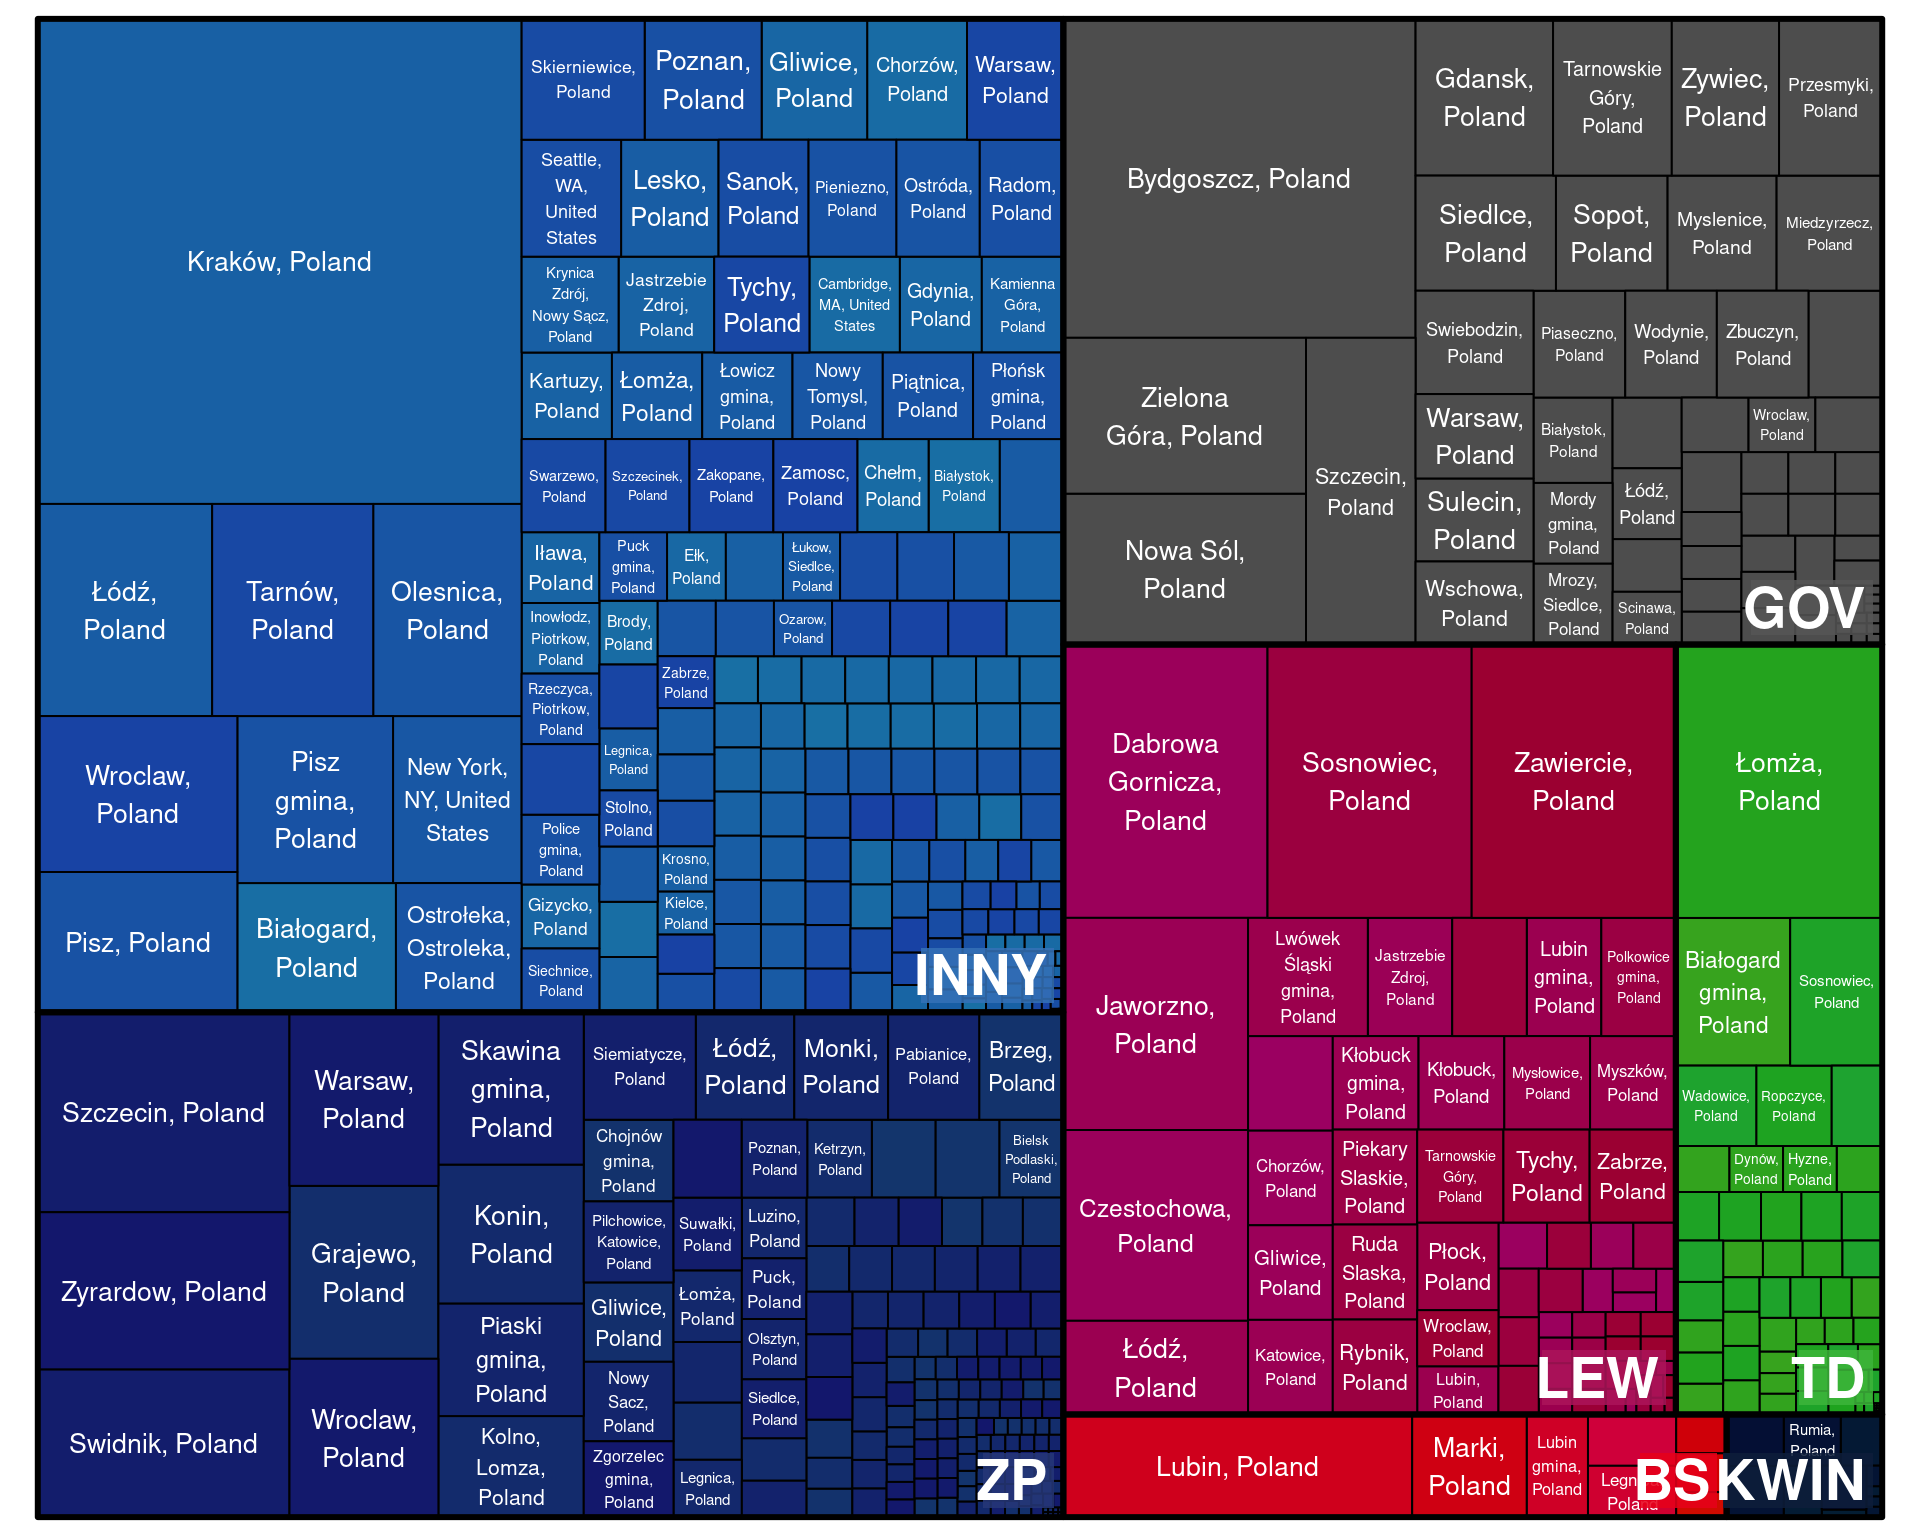 Kraków, Poland
Łódź,
Poland
Tarnów,
Poland
Olesnica,
Poland
Wroclaw,
Poland
Pisz
gmina,
Poland
New York,
NY, United
States
Pisz, Poland
Białogard,
Poland
Ostrołeka,
Ostroleka,
Poland
Skierniewice,
Poland
Poznan,
Poland
Gliwice,
Poland
Chorzów,
Poland
Warsaw,
Poland
Seattle,
WA,
United
States
Lesko,
Poland
Sanok,
Poland
Pieniezno,
Poland
Ostróda,
Poland
Radom,
Poland
Krynica
Zdrój,
Nowy Sącz,
Poland
Jastrzebie
Zdroj,
Poland
Tychy,
Poland
Cambridge,
MA, United
States
Gdynia,
Poland
Kamienna
Góra,
Poland
Kartuzy,
Poland
Łomża,
Poland
Łowicz
gmina,
Poland
Nowy
Tomysl,
Poland
Piątnica,
Poland
Płońsk
gmina,
Poland
Swarzewo,
Poland
Szczecinek,
Poland
Zakopane,
Poland
Zamosc,
Poland
Chełm,
Poland
Białystok,
Poland
Iława,
Poland
Puck
gmina,
Poland
Ełk,
Poland
Łukow,
Siedlce,
Poland
Inowłodz,
Piotrkow,
Poland
Brody,
Poland
Ozarow,
Poland
Rzeczyca,
Piotrkow,
Poland
Zabrze,
Poland
Legnica,
Poland
Stolno,
Poland
Police
gmina,
Poland
Krosno,
Poland
Gizycko,
Poland
Kielce,
Poland
Siechnice,
Poland
INNY
Bydgoszcz, Poland
Zielona
Góra, Poland
Nowa Sól,
Poland
Szczecin,
Poland
Gdansk,
Poland
Tarnowskie
Góry,
Poland
Zywiec,
Poland
Przesmyki,
Poland
Siedlce,
Poland
Sopot,
Poland
Myslenice,
Poland
Miedzyrzecz,
Poland
Swiebodzin,
Poland
Piaseczno,
Poland
Wodynie,
Poland
Zbuczyn,
Poland
Warsaw,
Poland
Białystok,
Poland
Wroclaw,
Poland
Sulecin,
Poland
Mordy
gmina,
Poland
Łódź,
Poland
Wschowa,
Poland
Mrozy,
Siedlce,
Poland
Scinawa,
Poland
GOV
Szczecin, Poland
Zyrardow, Poland
Swidnik, Poland
Warsaw,
Poland
Grajewo,
Poland
Wroclaw,
Poland
Skawina
gmina,
Poland
Konin,
Poland
Piaski
gmina,
Poland
Kolno,
Lomza,
Poland
Siemiatycze,
Poland
Łódź,
Poland
Monki,
Poland
Pabianice,
Poland
Brzeg,
Poland
Chojnów
gmina,
Poland
Poznan,
Poland
Ketrzyn,
Poland
Bielsk
Podlaski,
Poland
Pilchowice,
Katowice,
Poland
Suwałki,
Poland
Luzino,
Poland
Gliwice,
Poland
Łomża,
Poland
Puck,
Poland
Olsztyn,
Poland
Nowy
Sacz,
Poland
Siedlce,
Poland
Zgorzelec
gmina,
Poland
Legnica,
Poland
ZP
Dabrowa
Gornicza,
Poland
Sosnowiec,
Poland
Zawiercie,
Poland
Jaworzno,
Poland
Czestochowa,
Poland
Łódź,
Poland
Lwówek
Śląski
gmina,
Poland
Jastrzebie
Zdroj,
Poland
Lubin
gmina,
Poland
Polkowice
gmina,
Poland
Kłobuck
gmina,
Poland
Kłobuck,
Poland
Mysłowice,
Poland
Myszków,
Poland
Chorzów,
Poland
Piekary
Slaskie,
Poland
Tarnowskie
Góry,
Poland
Tychy,
Poland
Zabrze,
Poland
Gliwice,
Poland
Ruda
Slaska,
Poland
Płock,
Poland
Katowice,
Poland
Rybnik,
Poland
Wroclaw,
Poland
Lubin,
Poland
LEW
Łomża,
Poland
Białogard
gmina,
Poland
Sosnowiec,
Poland
Wadowice,
Poland
Ropczyce,
Poland
Dynów,
Poland
Hyzne,
Poland
TD
Lubin, Poland
Marki,
Poland
Lubin
gmina,
Poland
BS
Rumia,
Poland
KWIN